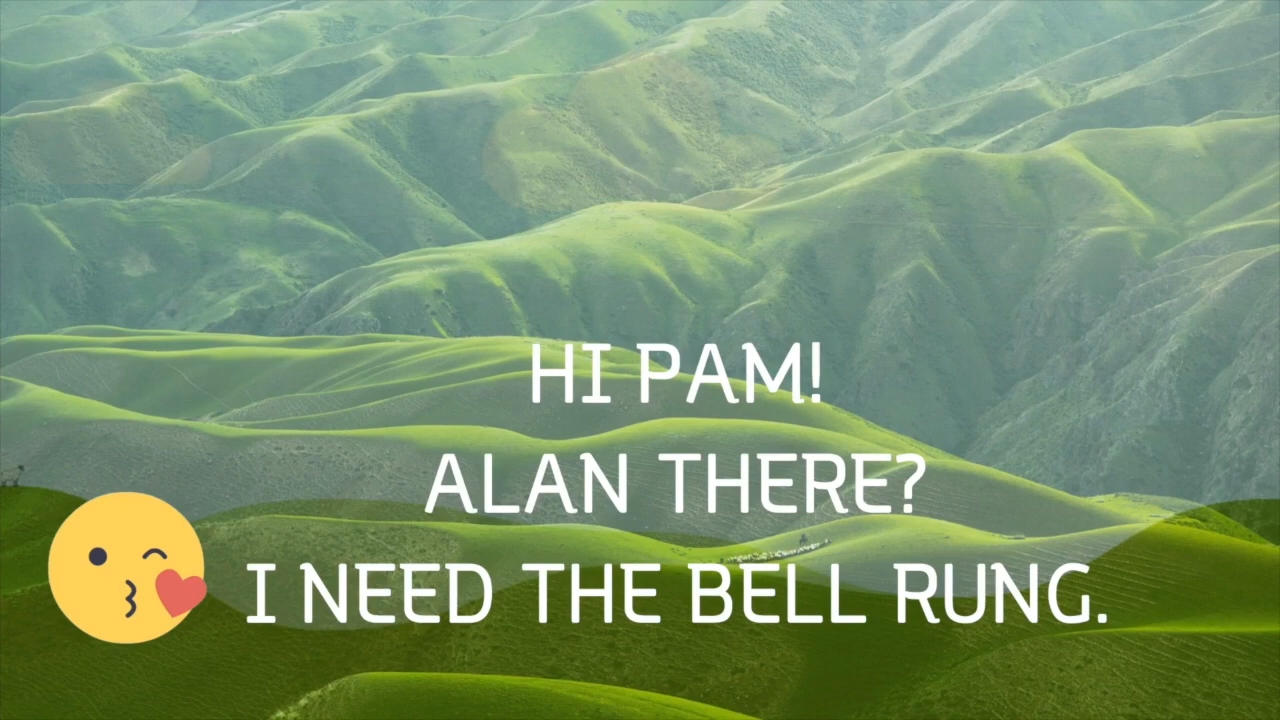 HI PAM!
ALAN THERE?
I NEED THE BELL RUNG.